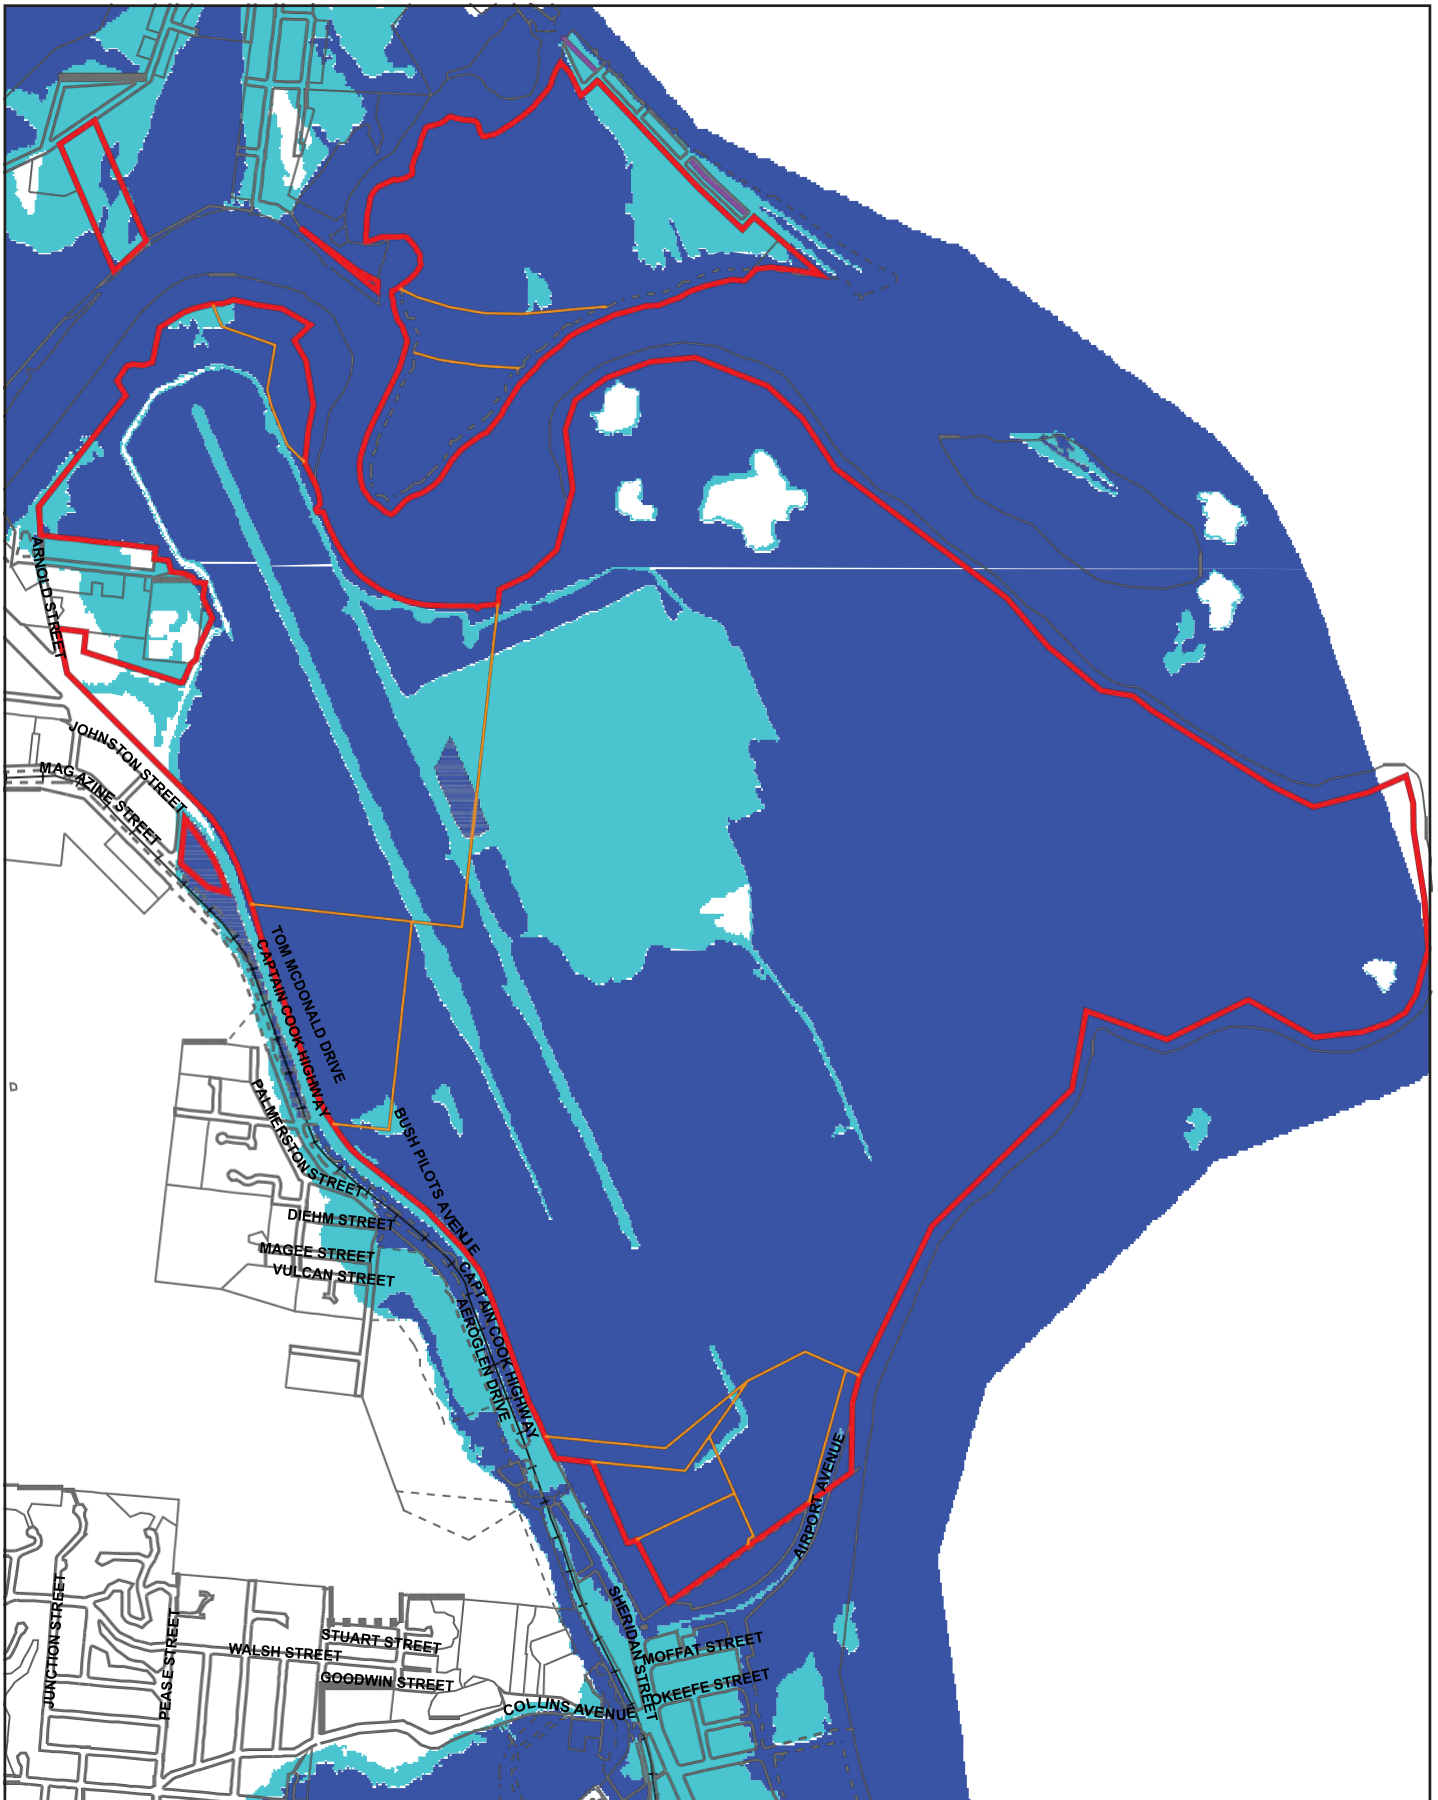 ARNOLD STREET
JOHNSTON STREET
MAGAZINE STREET
TOM MCDONALD DRIVE
CAPTAIN COOK HIGHWAY
PALMERSTON STREET
BUSH PILOTS AVENUE
DIEHM STREET
MAGEE STREET
VULCAN STREET
CAPTAIN COOK HIGHWAY
AEROGLEN DRIVE
AIRPORT AVENUE
JUNCTION STREET
PEASE STREET
WALSH STREET
STUART STREET
GOODWIN STREET
COLLINS AVENUE
SHERIDAN STREET
MOFFAT STREET
OKEEFE STREET